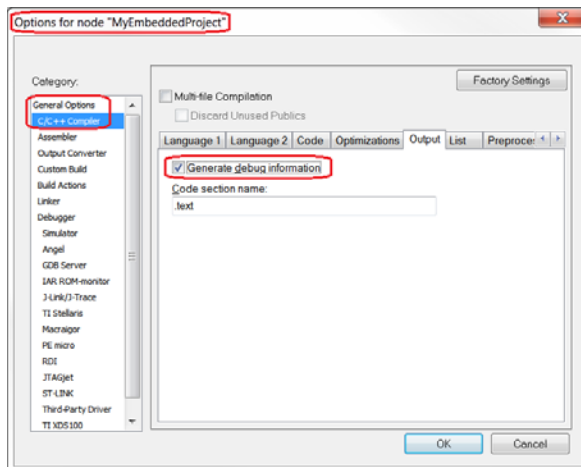 Options for node "MyEmbeddedProject"
Category:
Factory Settings
General Options
C/C++ Compiler
Assembler
Output Converter
Custom Build
Build Actions
Linker
Debugger
Simulator
Angel
GDB Server
IAR ROM-monitor
J-Link/J-Trace
TI Stellaris
Macraigor
PE micro
RDI
JTAGjet
ST-LINK
Third-Party Driver
TI XDS100
Multi-file Compilation
Discard Unused Publics
Language 1 Language 2 Code Optimizations Output List Preproce
Generate debug information
Code section name:
.text
OK Cancel